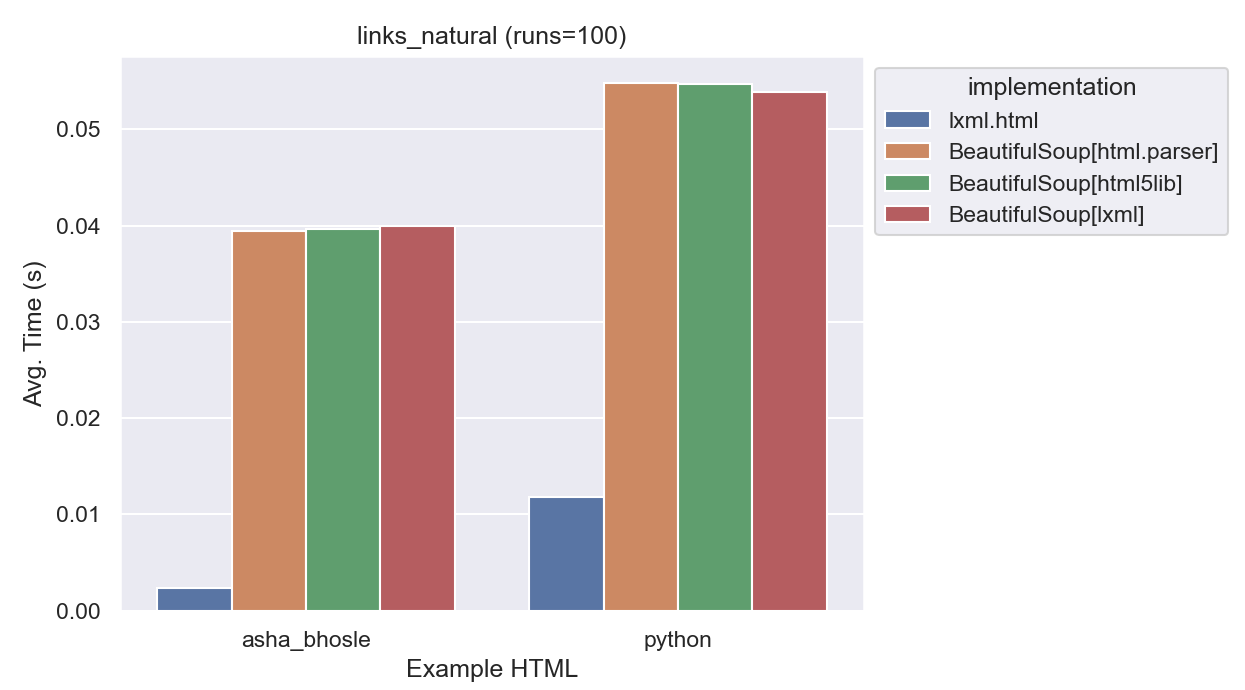 links_natural (runs=100)
implementation
lxml.html
BeautifulSoup[html.parser]
BeautifulSoup[html5lib]
BeautifulSoup[lxml]
Avg. Time (s)
0.05
0.04
0.03
0.02
0.01
0.00
asha_bhosle
python
Example HTML